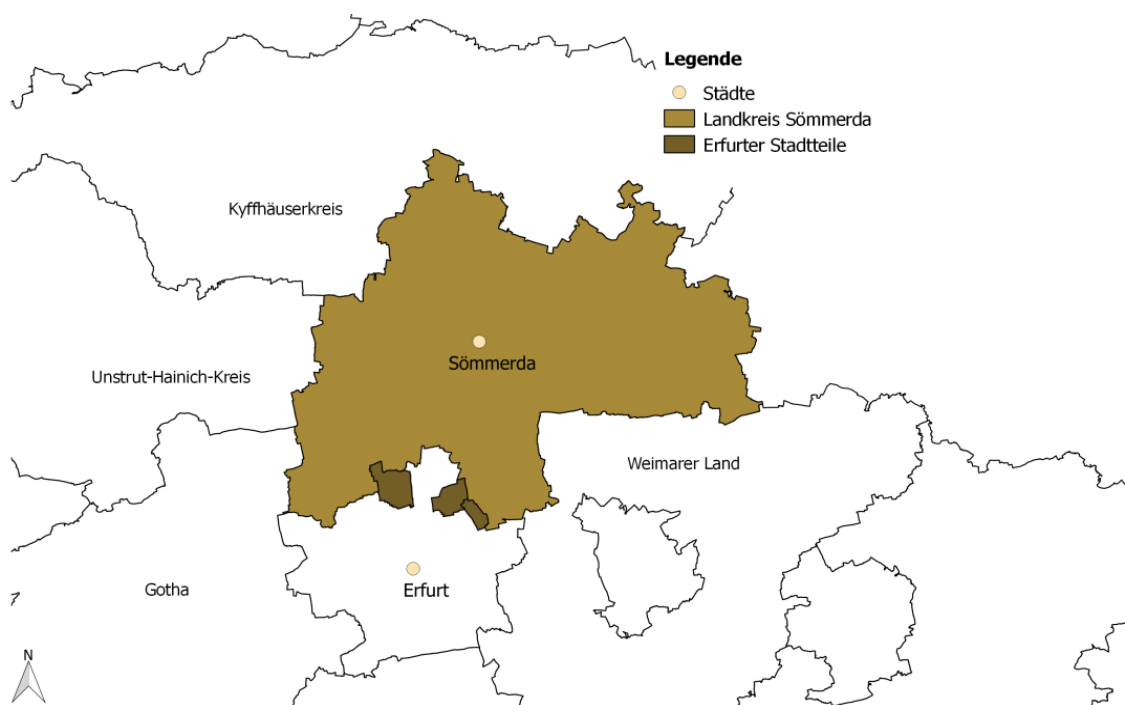 Legende
Städte
Landkreis Sömmerda
Erfurter Stadtteile
Kyffhäuserkreis
Sömmerda
Unstrut-Hainich-Kreis
Weimarer Land
Gotha
Erfurt
N